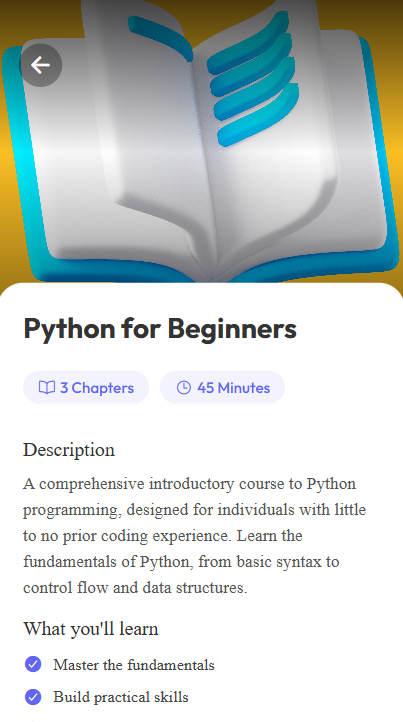 Python for Beginners
3 Chapters
45 Minutes
Description
A comprehensive introductory course to Python
programming, designed for individuals with little
to no prior coding experience. Learn the
fundamentals of Python, from basic syntax to
control flow and data structures.
What you'll learn
Master the fundamentals
Build practical skills